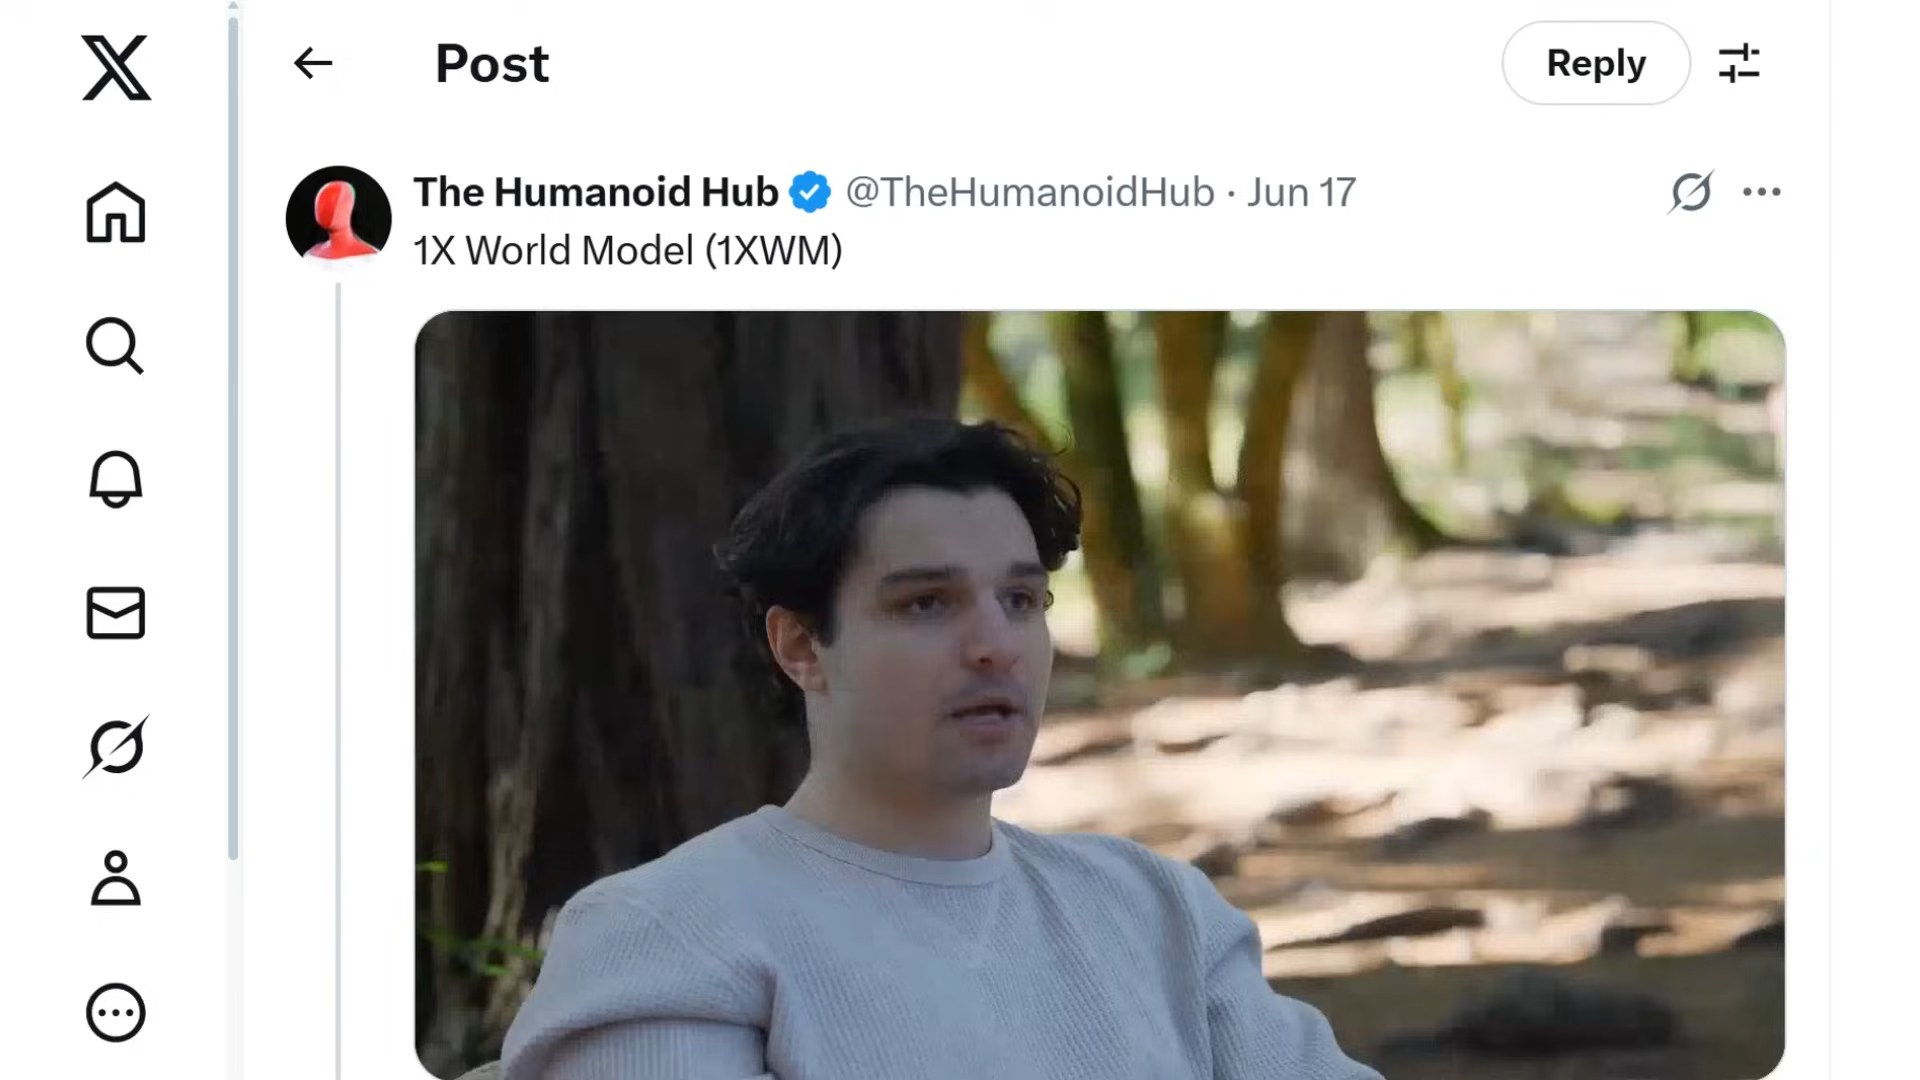 Post
Reply
The Humanoid Hub @TheHumanoidHub · Jun 17
1X World Model (1XWM)